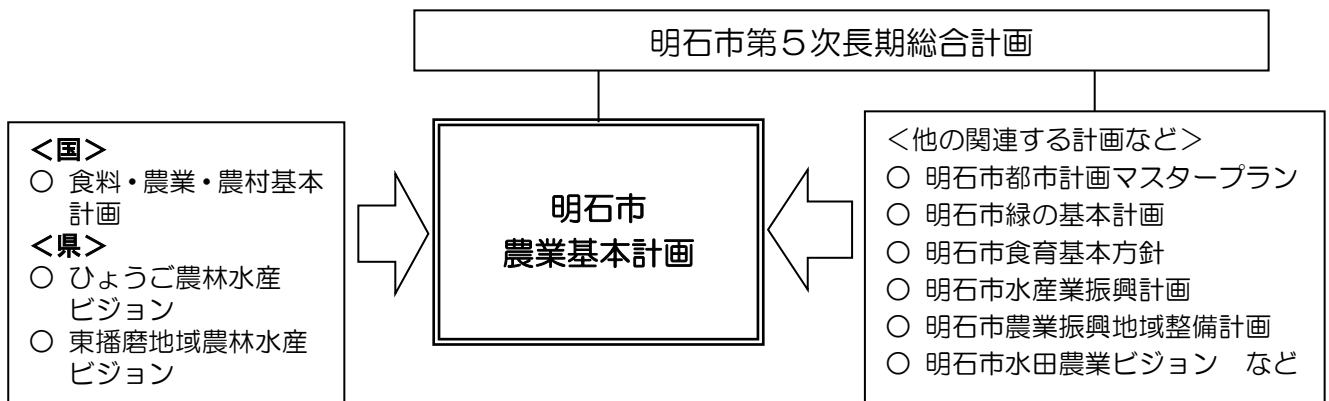 明石市第５次長期総合計画
＜国＞
○ 食料・農業・農村基本
計画
＜県＞
○ ひょうご農林水産
ビジョン
○ 東播磨地域農林水産
ビジョン
明石市
農業基本計画
＜他の関連する計画など＞
○ 明石市都市計画マスタープラン
○ 明石市緑の基本計画
○ 明石市食育基本方針
○ 明石市水産業振興計画
○ 明石市農業振興地域整備計画
○ 明石市水田農業ビジョン　など